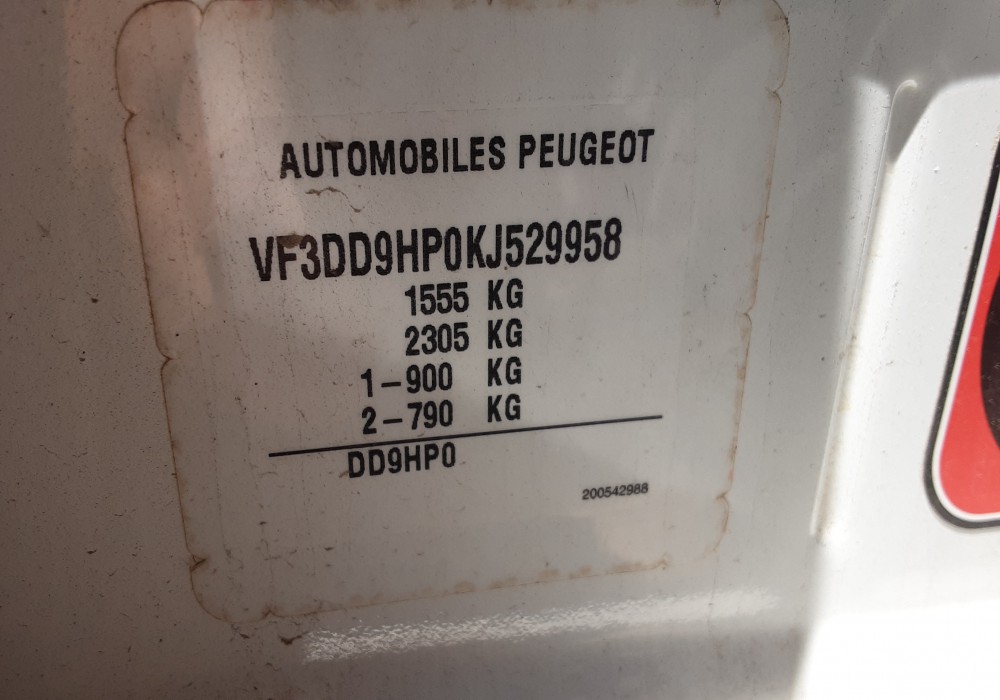 AUTOMOBILES PEUGEOT
VF3DD9HP0KJ529958
1555 KG
2305 KG
1-900 KG
2-790 KG
DD9HP0
200542988